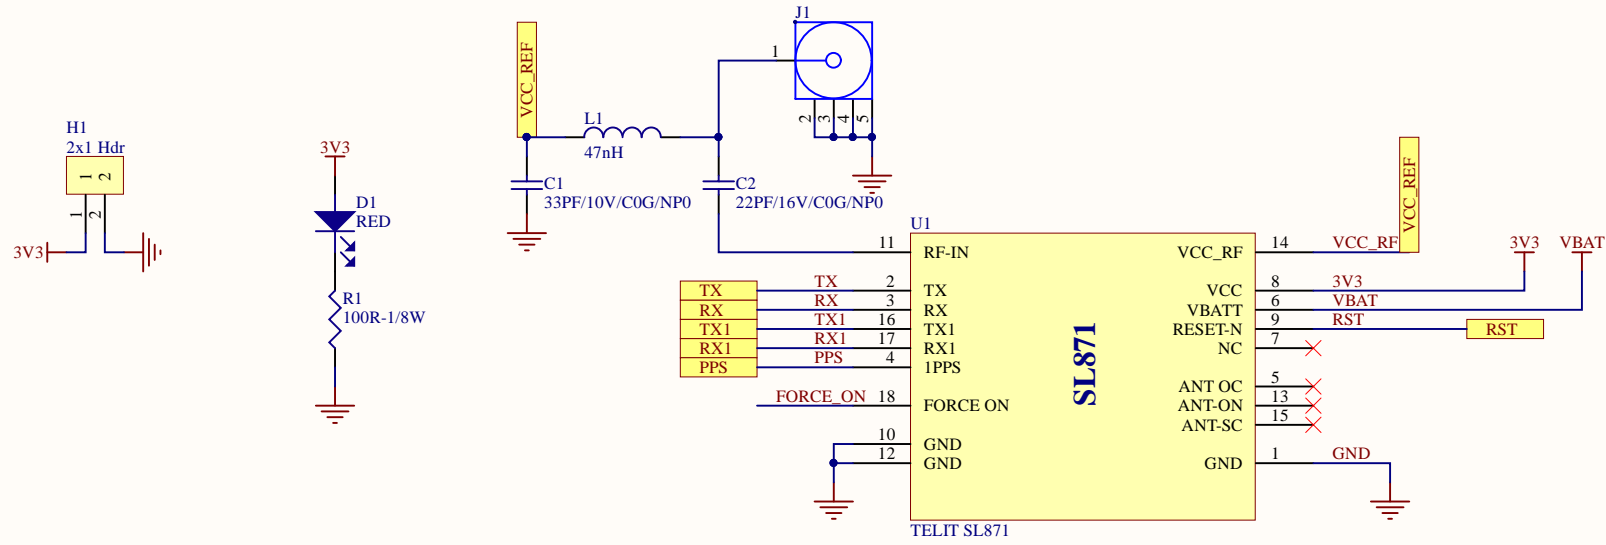 J1
1
2
3
4
5
VCC_REF
L1
47nH
C1
33PF/10V/C0G/NP0
C2
22PF/16V/C0G/NP0
H1
2x1 Hdr
1
2
1
2
3V3
3V3
D1
RED
R1
100R-1/8W
U1
11
RF-IN
TX
TX
2
TX
RX
RX
3
RX
TX1
TX1
16
TX1
RX1
RX1
17
RX1
PPS
PPS
4
1PPS
FORCE_ON
18
FORCE ON
10
GND
12
GND
SL871
VCC_RF
14
VCC_RF
VCC_REF
VCC
8
3V3
3V3
VBATT
6
VBAT
VBAT
RESET-N
9
RST
RST
NC
7
ANT OC
5
ANT-ON
13
ANT-SC
15
GND
1
GND
TELIT SL871